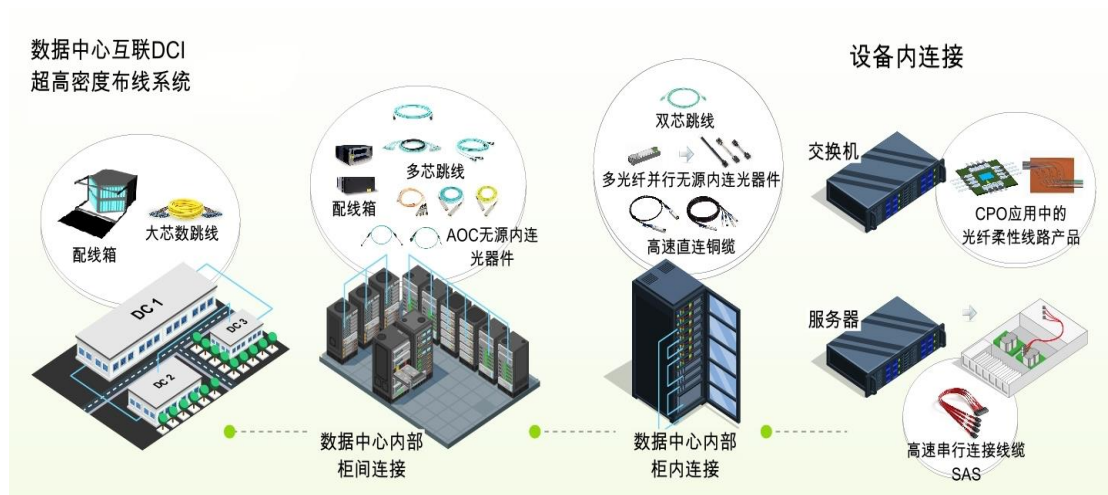 数据中心互联DCI
超高密度布线系统
配线箱
大芯数跳线
DC 1
DC 2
DC 3
多芯跳线
配线箱
AOC无源内连
光器件
数据中心内部
柜间连接
双芯跳线
多光纤并行无源内连光器件
高速直连铜缆
数据中心内部
柜内连接
设备内连接
交换机
CPO应用中的
光纤柔性线路产品
服务器
高速串行连接线缆
SAS